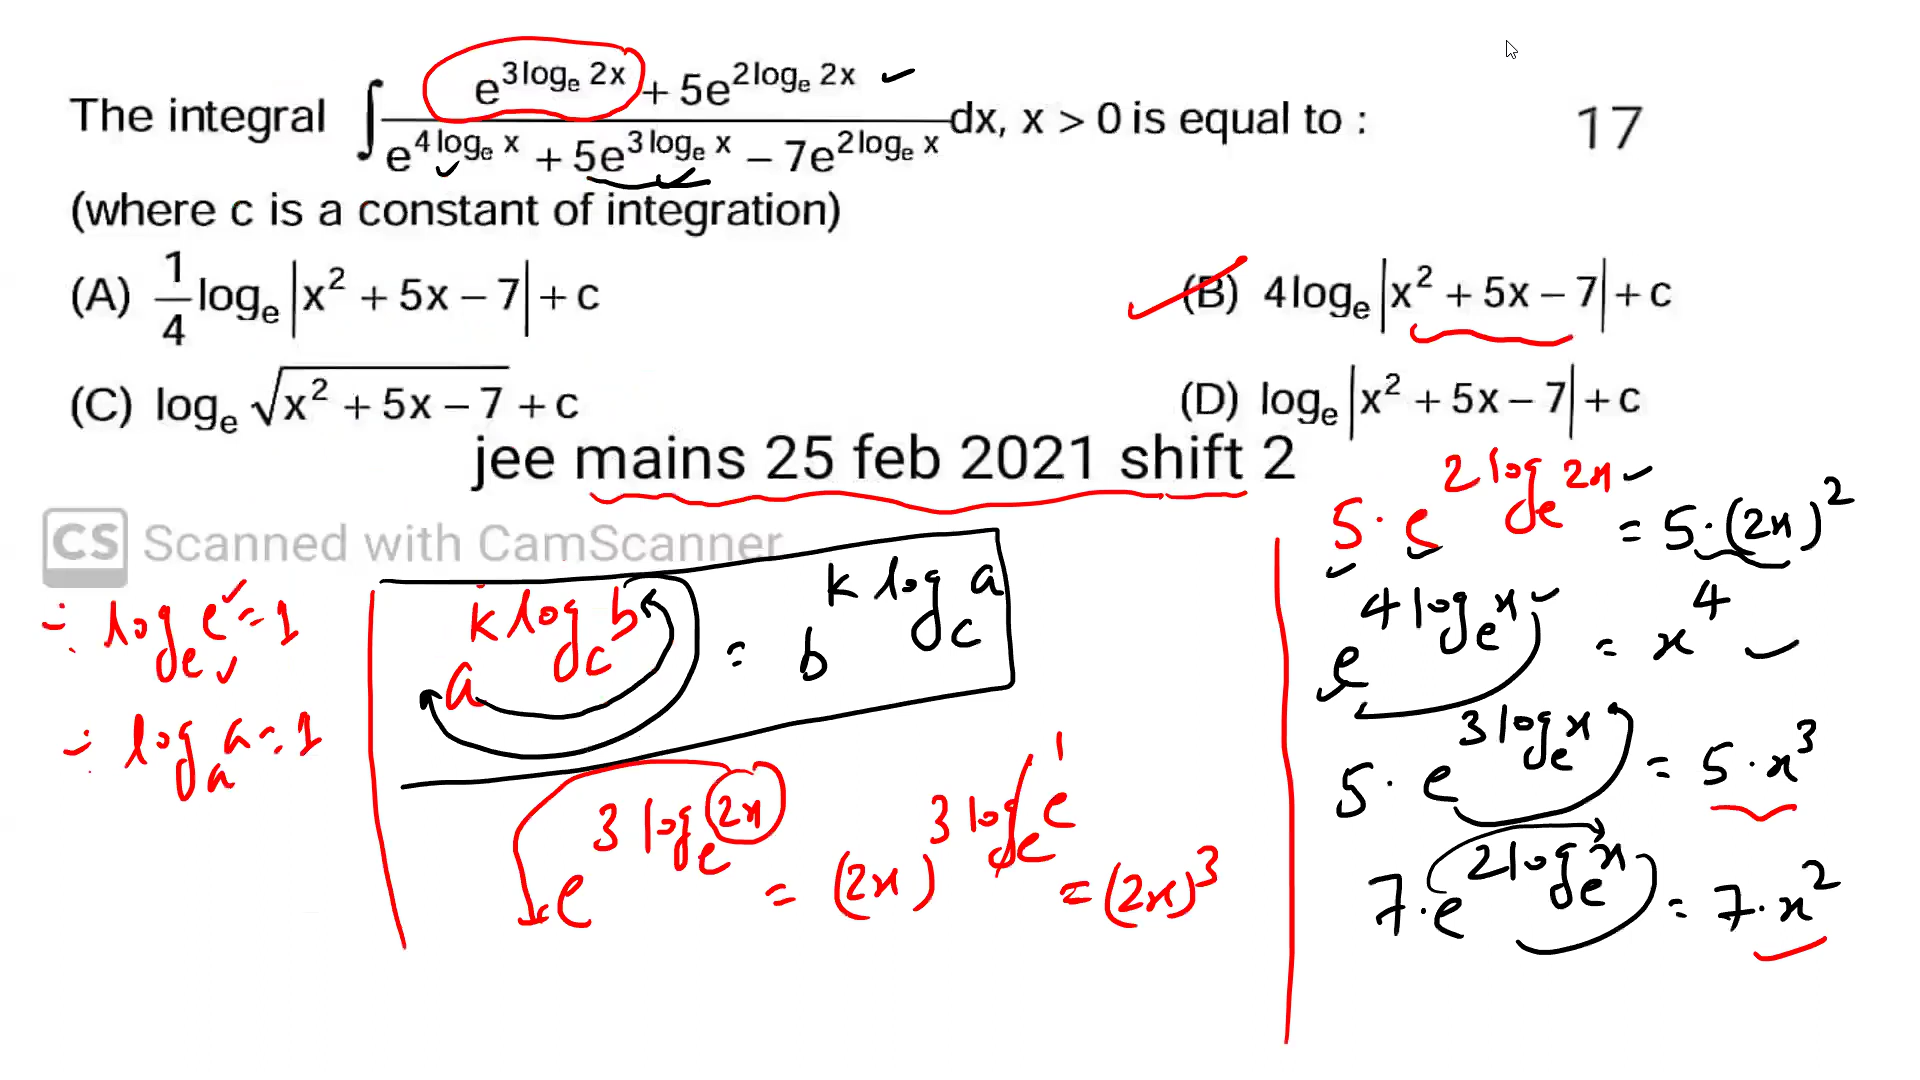 The integral ∫ (e^{3log_e 2x} + 5e^{2log_e 2x}) / (e^{4log_e x} + 5e^{3log_e x} – 7e^{2log_e x}) dx, x > 0 is equal to :
17
(where c is a constant of integration)
(A) 1/4 log_e |x² + 5x – 7| + c
(B) 4log_e |x² + 5x – 7| + c
(C) log_e √(x² + 5x – 7) + c
(D) log_e |x² + 5x – 7| + c
jee mains 25 feb 2021 shift 2
CS Scanned with CamScanner
log_e e = 1
log_a a = 1
a^{k log_c b} = b^{k log_c a}
e^{3 log_e 2x} = (2x)^{3 log_e e} 1 = (2x)^3
5 · e^{2 log_e 2x} = 5 · (2x)^2
e^{4 log_e x} = x^4
5 · e^{3 log_e x} = 5 · x^3
7 · e^{2 log_e x} = 7 · x^2